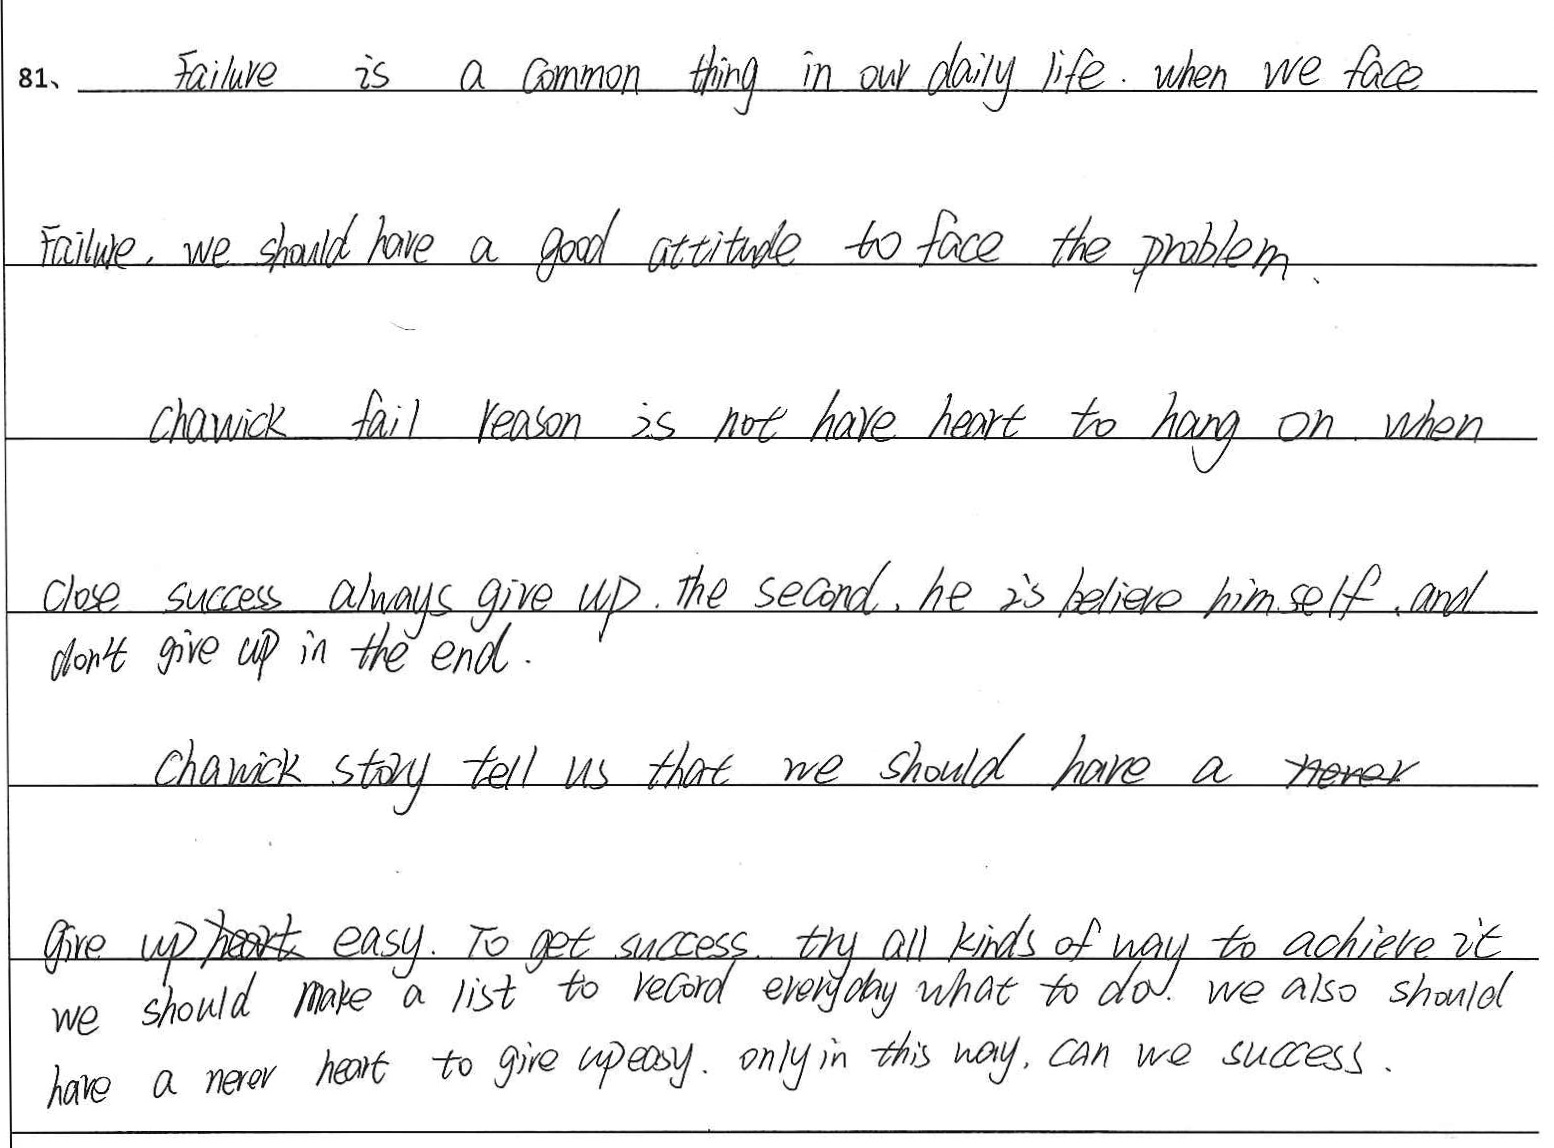 81、 Failure is a common thing in our daily life. when we face
Failure, we should have a good attitude to face the problem.
Chawick fail reason is not have heart to hang on. when
close success always give up. The second, he is believe himself, and
don't give up in the end.
Chawick story tell us that we should have a never
give up heart easy. To get success. try all kinds of way to achieve it
we should make a list to record everyday what to do. we also should
have a never heart to give up easy. only in this way, can we success.